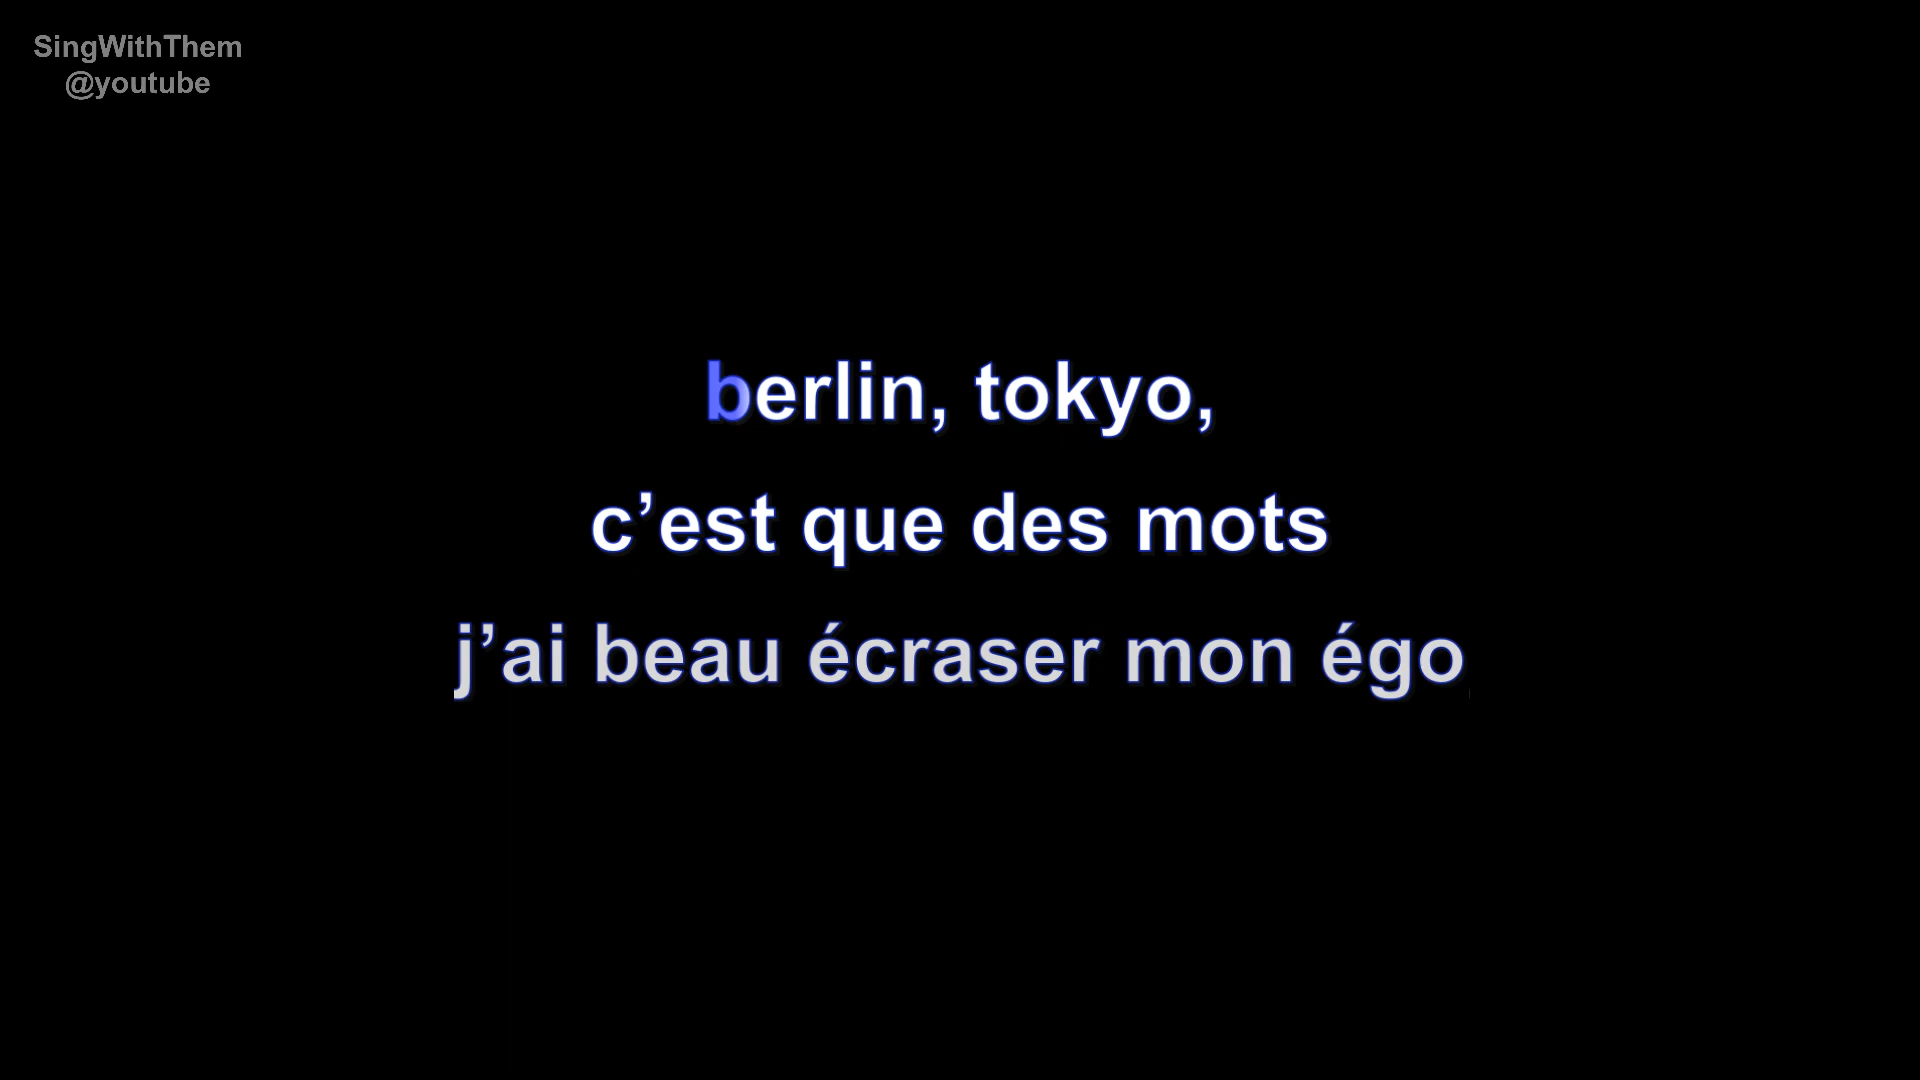 SingWithThem
@youtube
berlin, tokyo,
c’est que des mots
j’ai beau écraser mon égo